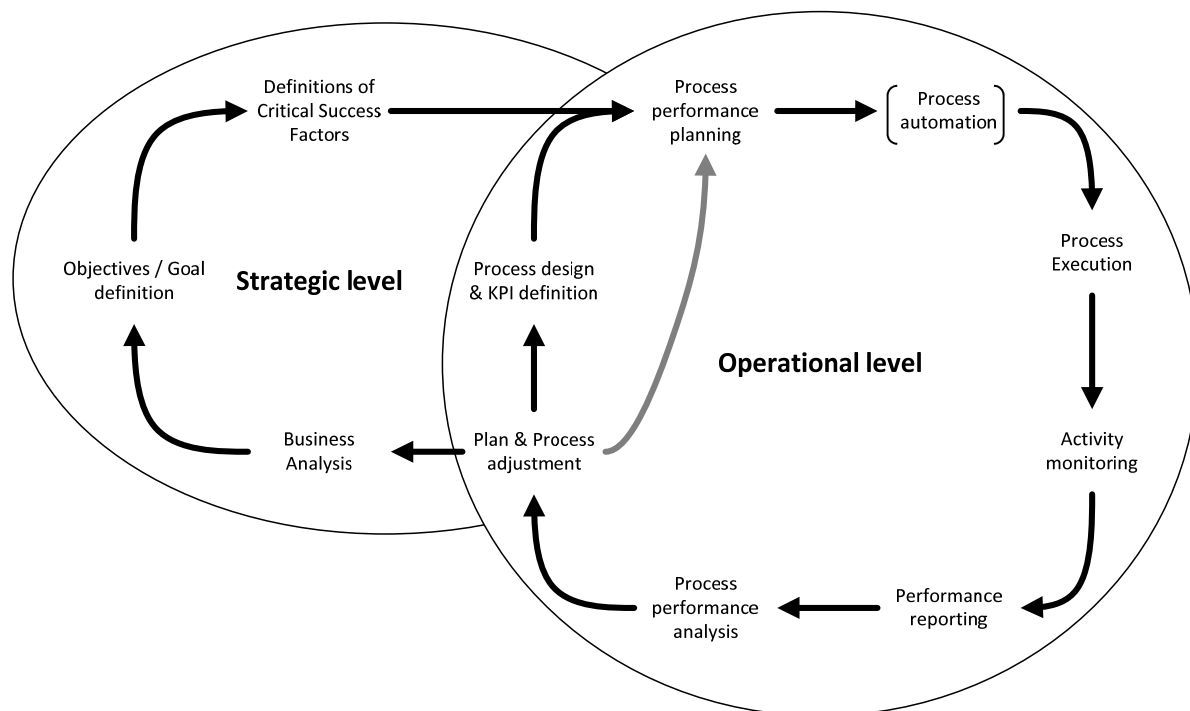 Definitions of
Critical Success
Factors
Process
performance
planning
Process
automation
Process
Execution
Objectives / Goal
definition
Strategic level
Process design
& KPI definition
Operational level
Business
Analysis
Plan & Process
adjustment
Activity
monitoring
Process
performance
analysis
Performance
reporting